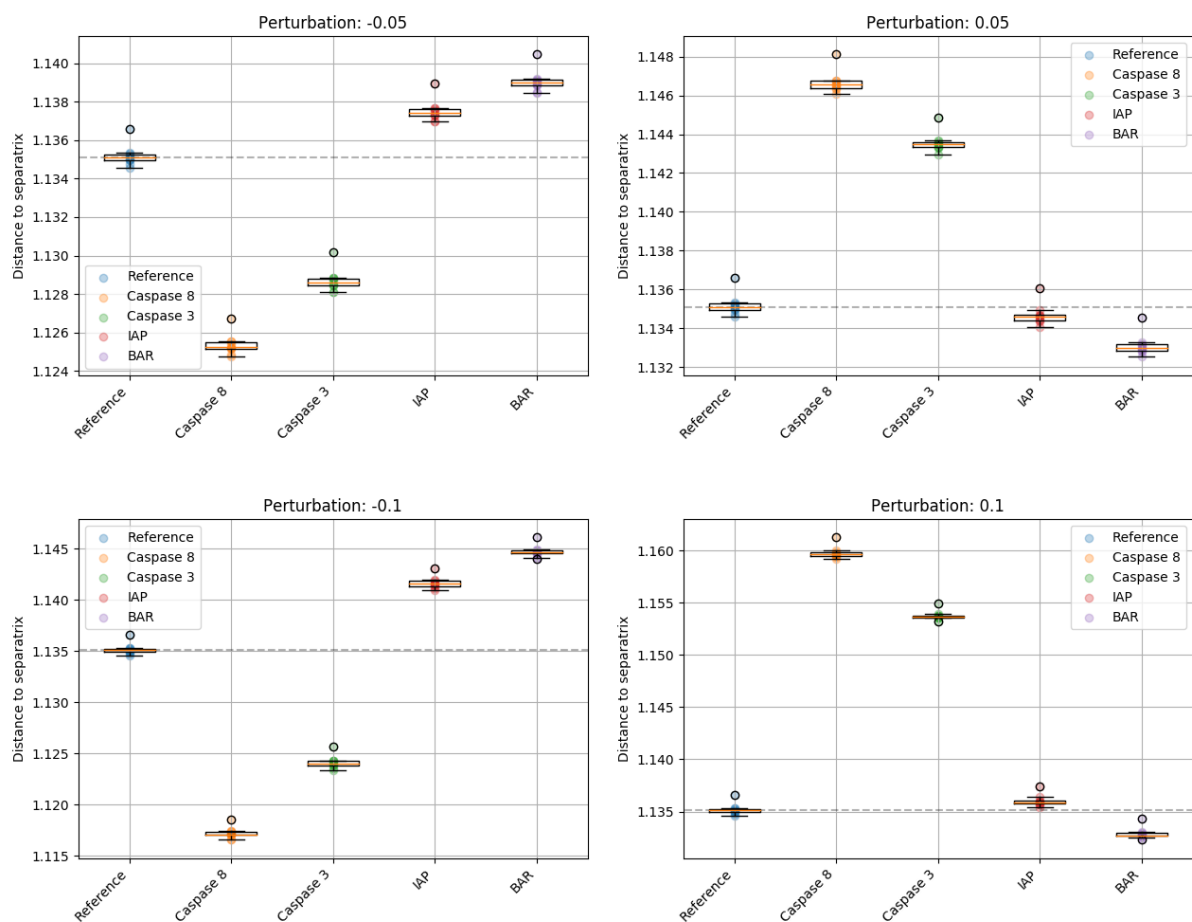 Perturbation: -0.05
Distance to separatrix
1.140
1.138
1.136
1.134
1.132
1.130
1.128
1.126
1.124
Reference
Caspase 8
Caspase 3
IAP
BAR
Reference
Caspase 8
Caspase 3
IAP
BAR
Perturbation: 0.05
Distance to separatrix
1.148
1.146
1.144
1.142
1.140
1.138
1.136
1.134
1.132
Reference
Caspase 8
Caspase 3
IAP
BAR
Reference
Caspase 8
Caspase 3
IAP
BAR
Perturbation: -0.1
Distance to separatrix
1.145
1.140
1.135
1.130
1.125
1.120
1.115
Reference
Caspase 8
Caspase 3
IAP
BAR
Reference
Caspase 8
Caspase 3
IAP
BAR
Perturbation: 0.1
Distance to separatrix
1.160
1.155
1.150
1.145
1.140
1.135
Reference
Caspase 8
Caspase 3
IAP
BAR
Reference
Caspase 8
Caspase 3
IAP
BAR